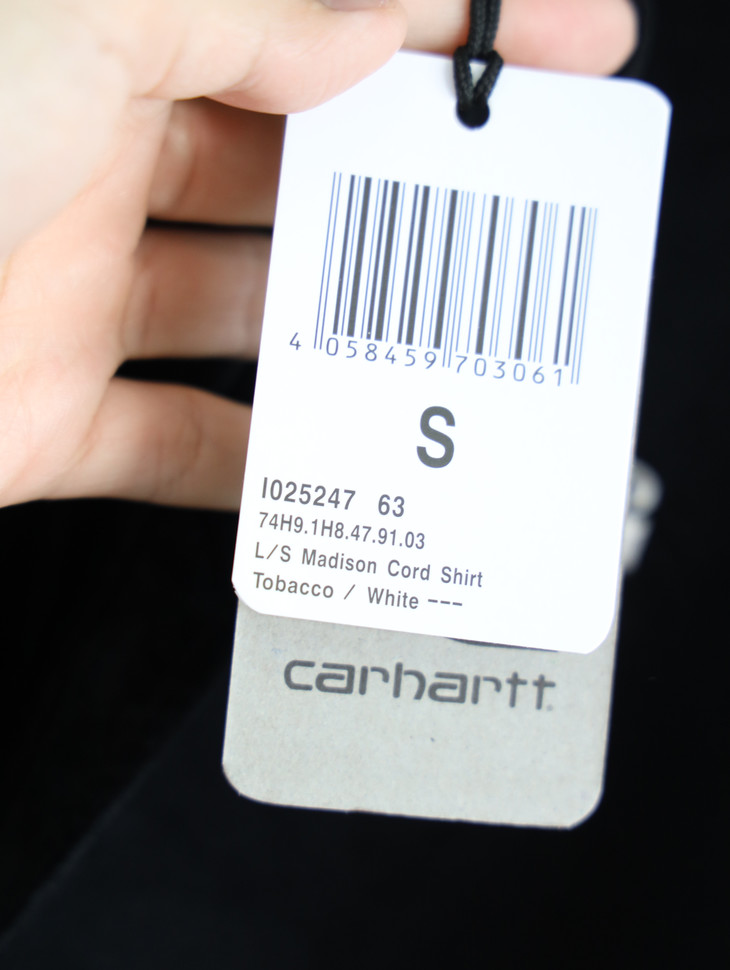 4 058459 703061
S
I025247 63
74H9.1H8.47.91.03
L/S Madison Cord Shirt
Tobacco / White ---
carhartt